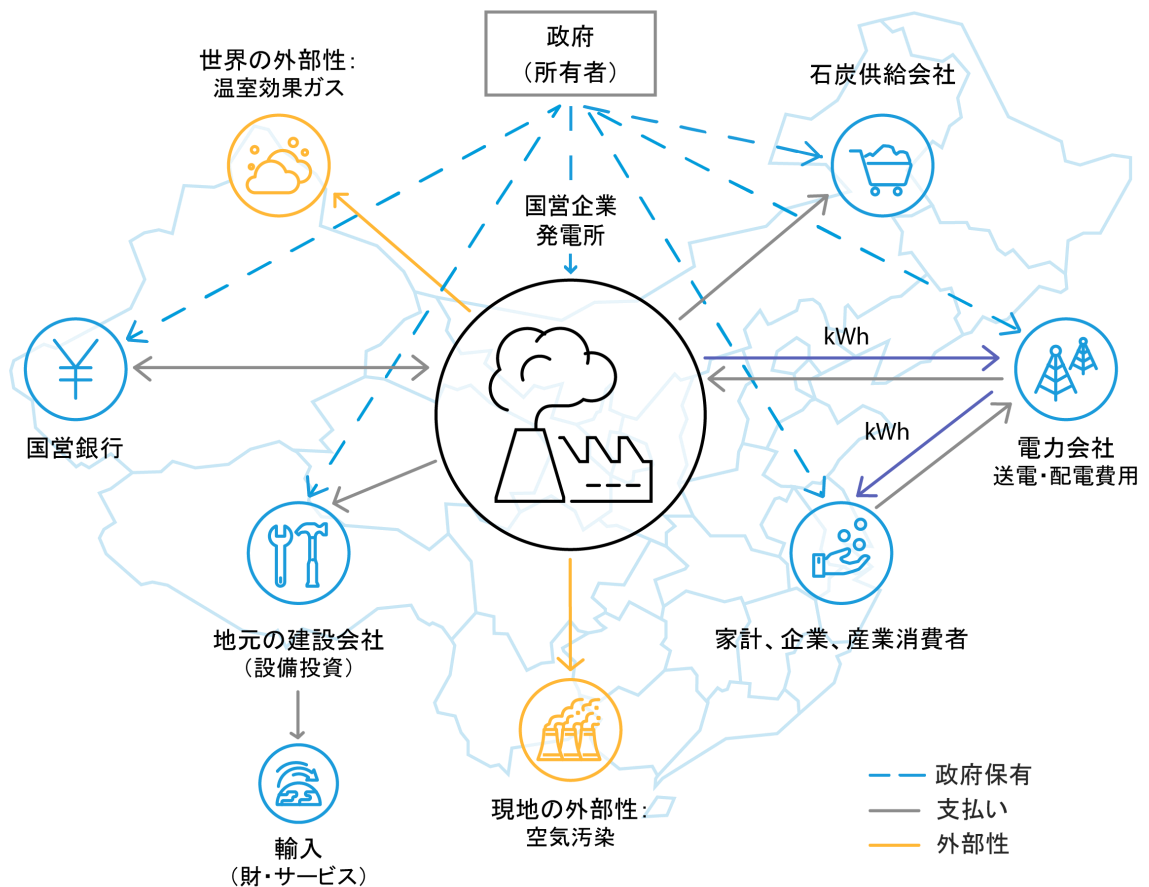 政府
（所有者）
世界の外部性:
温室効果ガス
石炭供給会社
国営企業
発電所
kWh
国営銀行
kWh
電力会社
送電・配電費用
地元の建設会社
（設備投資）
家計、企業、産業消費者
現地の外部性:
空気汚染
輸入
（財・サービス）
政府保有
支払い
外部性